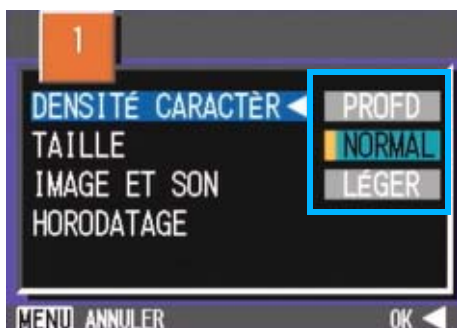 1
DENSITÉ CARACTÈR PROFD
TAILLE NORMAL
IMAGE ET SON LÉGER
HORODATAGE
MENU ANNULER OK